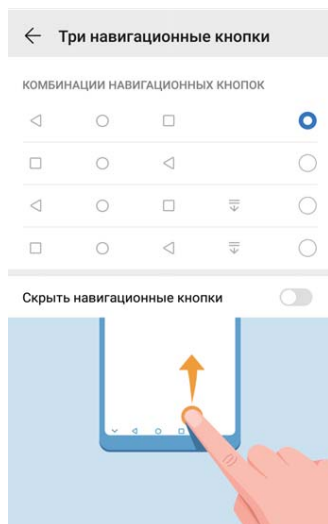 Три навигационные кнопки
КОМБИНАЦИИ НАВИГАЦИОННЫХ КНОПОК
Скрыть навигационные кнопки